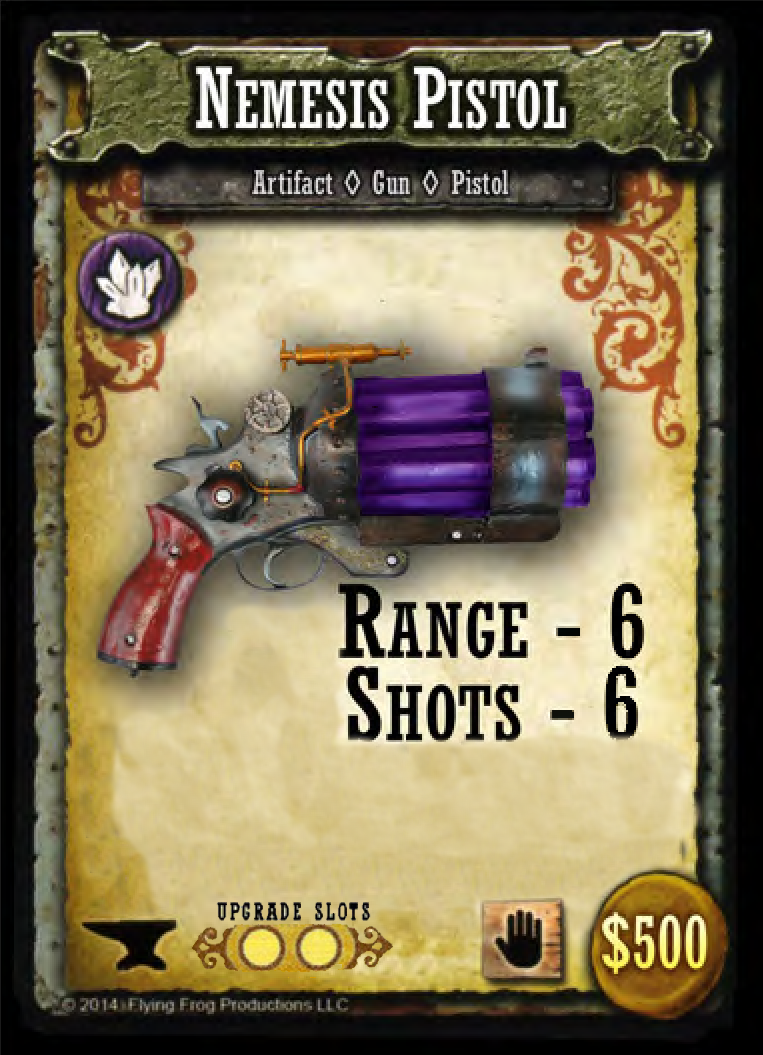 Nemesis Pistol
Artifact ◊ Gun ◊ Pistol
Range - 6
Shots - 6
UPGRADE SLOTS
$500
© 2014 Flying Frog Productions LLC